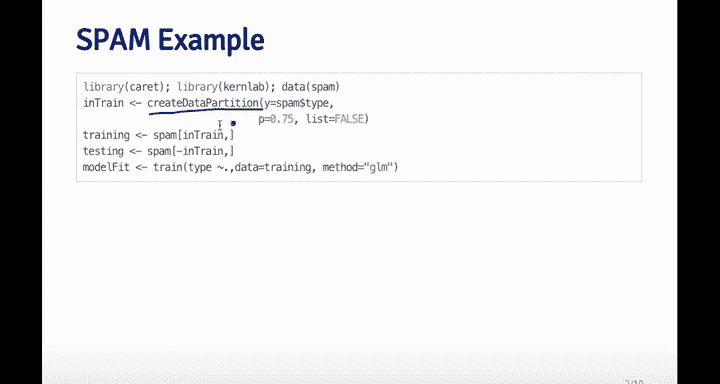 SPAM Example
library(caret); library(kernlab); data(spam)
inTrain <- createDataPartition(y=spam$type,
p=0.75, list=FALSE)
training <- spam[inTrain,]
testing <- spam[-inTrain,]
modelFit <- train(type ~.,data=training, method="glm")